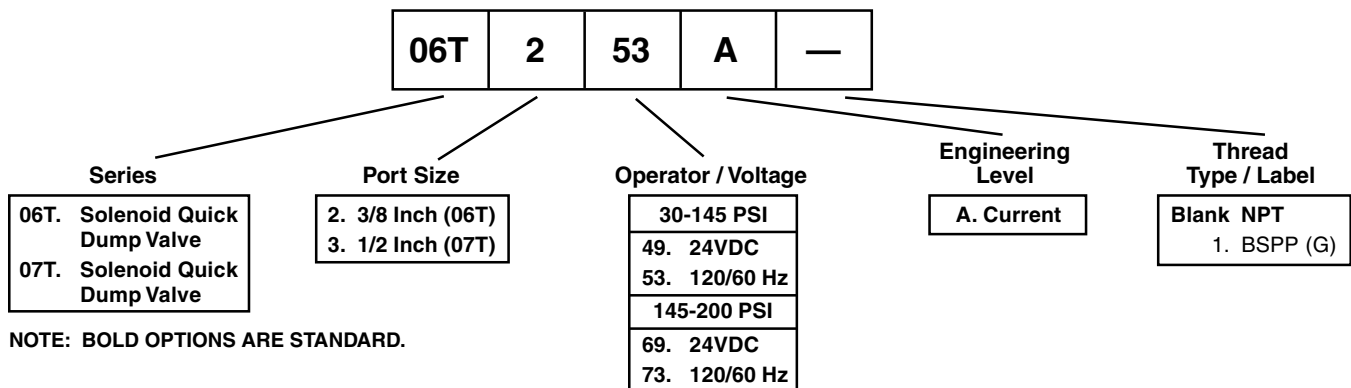 06T 2 53 A —
Series
06T. Solenoid Quick
Dump Valve
07T. Solenoid Quick
Dump Valve
NOTE: BOLD OPTIONS ARE STANDARD.
Port Size
2. 3/8 Inch (06T)
3. 1/2 Inch (07T)
Operator / Voltage
30-145 PSI
49. 24VDC
53. 120/60 Hz
145-200 PSI
69. 24VDC
73. 120/60 Hz
Engineering
Level
A. Current
Thread
Type / Label
Blank NPT
1. BSPP (G)